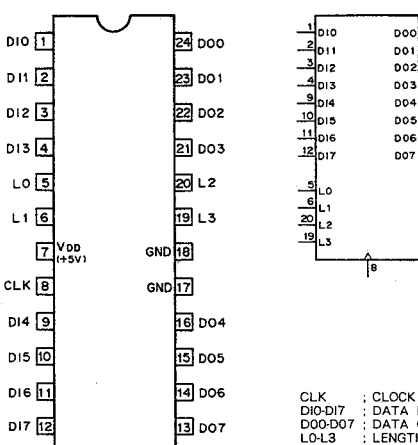 DI0 1 24 DO0
DI1 2 23 DO1
DI2 3 22 DO2
DI3 4 21 DO3
L0 5 20 L2
L1 6 19 L3
7 VDD (+5V) GND 18
CLK 8 GND 17
DI4 9 16 DO4
DI5 10 15 DO5
DI6 11 14 DO6
DI7 12 13 DO7
1 DI0 DO0
2 DI1 DO1
3 DI2 DO2
4 DI3 DO3
9 DI4 DO4
10 DI5 DO5
11 DI6 DO6
12 DI7 DO7
5 L0
6 L1
20 L2
19 L3
8
CLK ; CLOCK
DI0-DI7 ; DATA
DO0-DO7 ; DATA
L0-L3 ; LENGTH